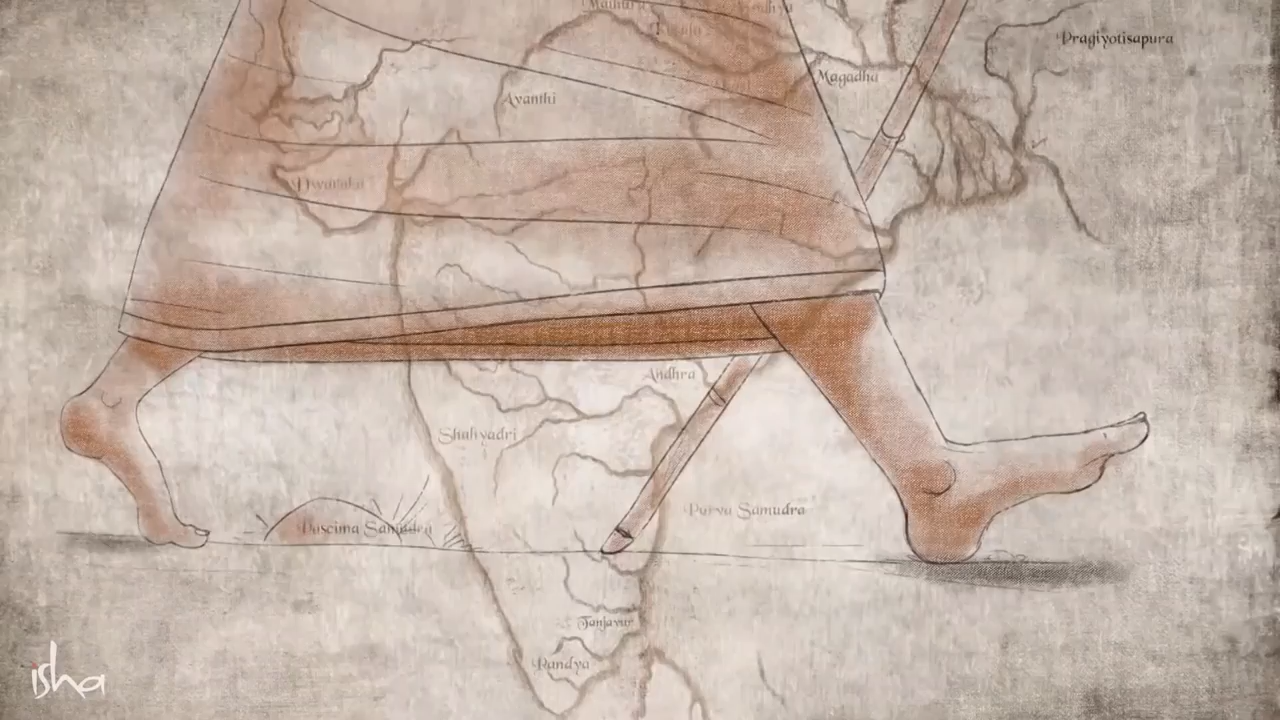 Pragjyotisapura
Magadha
Avanthi
Dwaraka
Andhra
Shahyadri
Purva Samudra
Pascima Samudra
Tanjavur
Pandya
isha